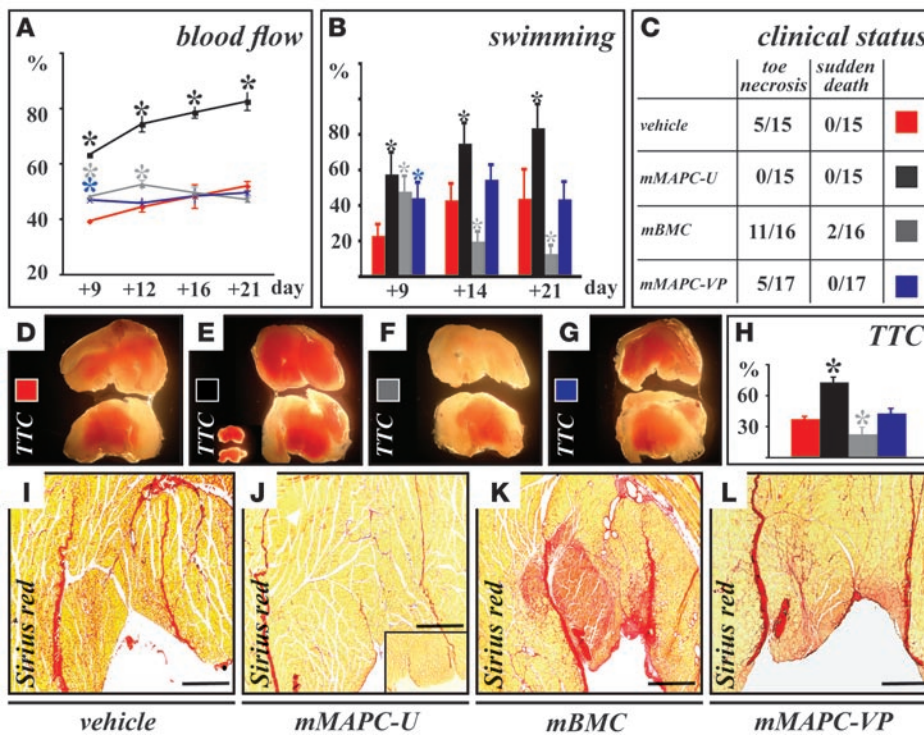 A
blood flow
%
80
60
40
20
+9 +12 +16 +21 day
*
*
*
*
*
*
*
B
swimming
%
80
60
40
20
+9 +14 +21
*
*
*
*
*
*
*
C
clinical status
toe necrosis
sudden death
vehicle 5/15 0/15
mMAPC-U 0/15 0/15
mBMC 11/16 2/16
mMAPC-VP 5/17 0/17
D
TTC
E
TTC
F
TTC
G
TTC
H
TTC
%
60
30
*
*
I
Sirius red
J
Sirius red
K
Sirius red
L
Sirius red
vehicle
mMAPC-U
mBMC
mMAPC-VP